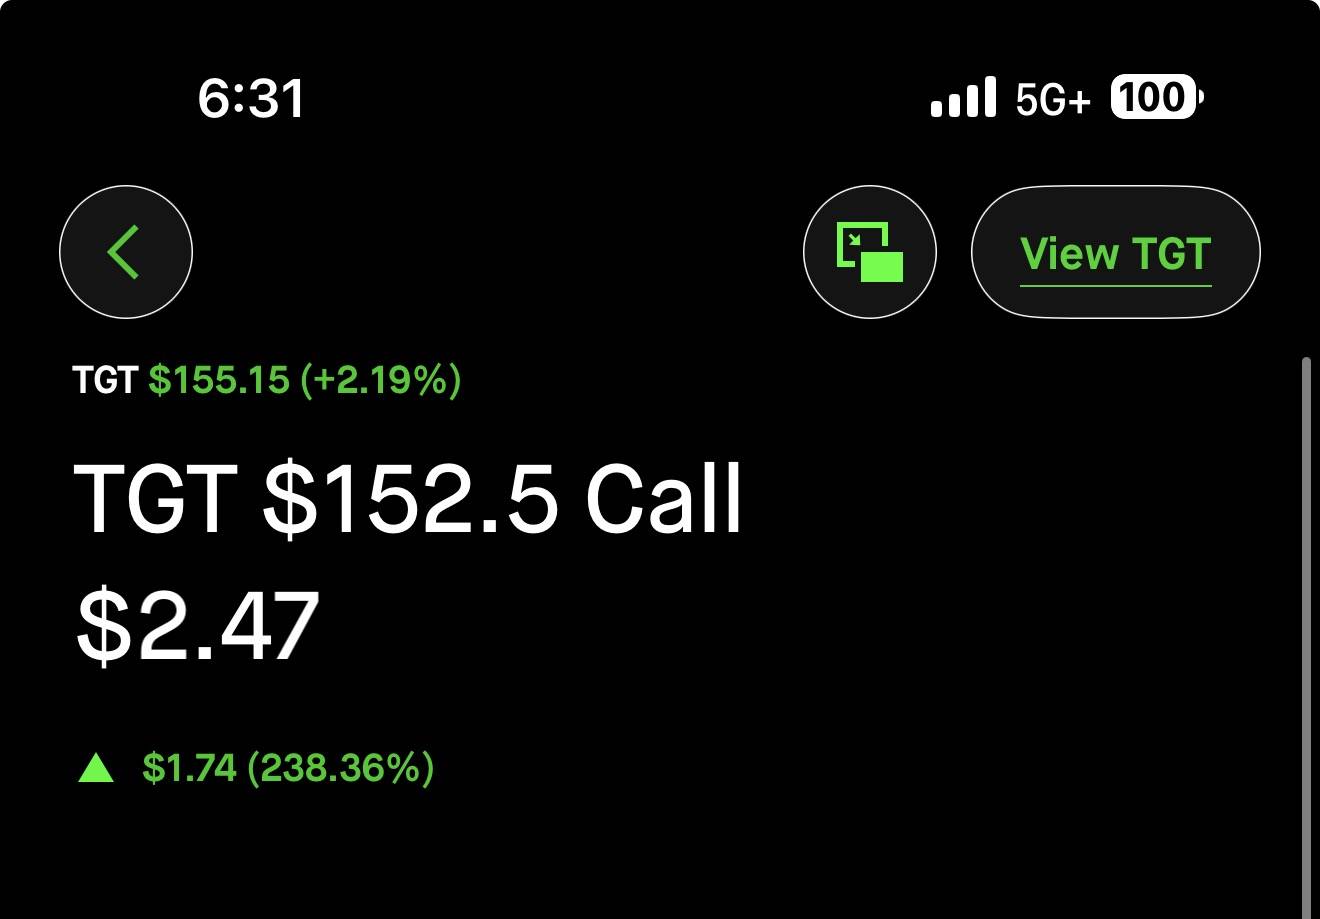 6:31 5G+ 100
View TGT
TGT $155.15 (+2.19%)
TGT $152.5 Call
$2.47
▲ $1.74 (238.36%)